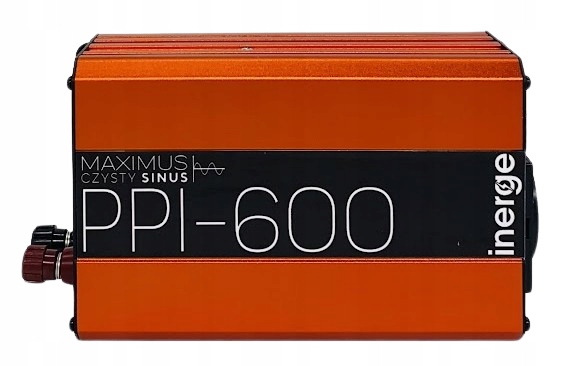 MAXIMUS
CZYSTY SINUS
PPI-600
inerge